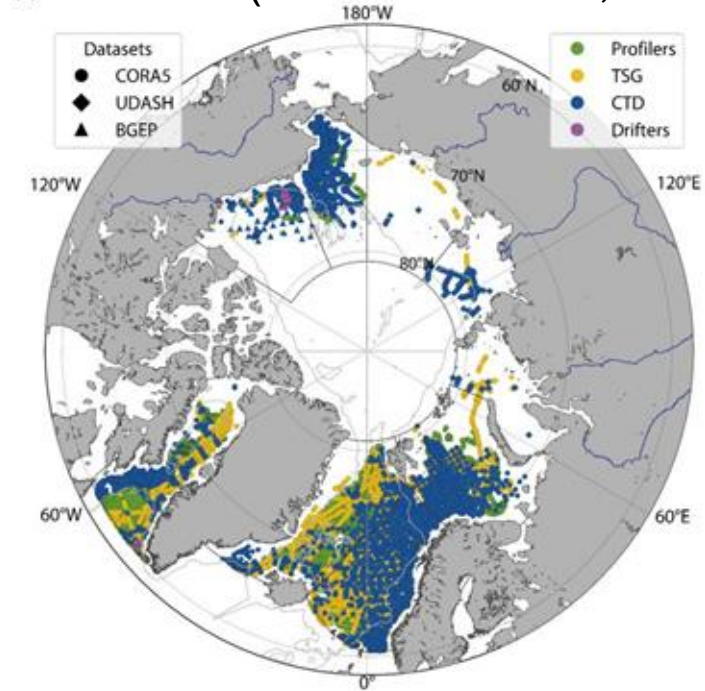 180°W
Datasets
CORA5
UDASH
BGEP
Profilers
TSG
CTD
Drifters
60°N
120°W
70°N
120°E
80°N
60°W
60°E
0°